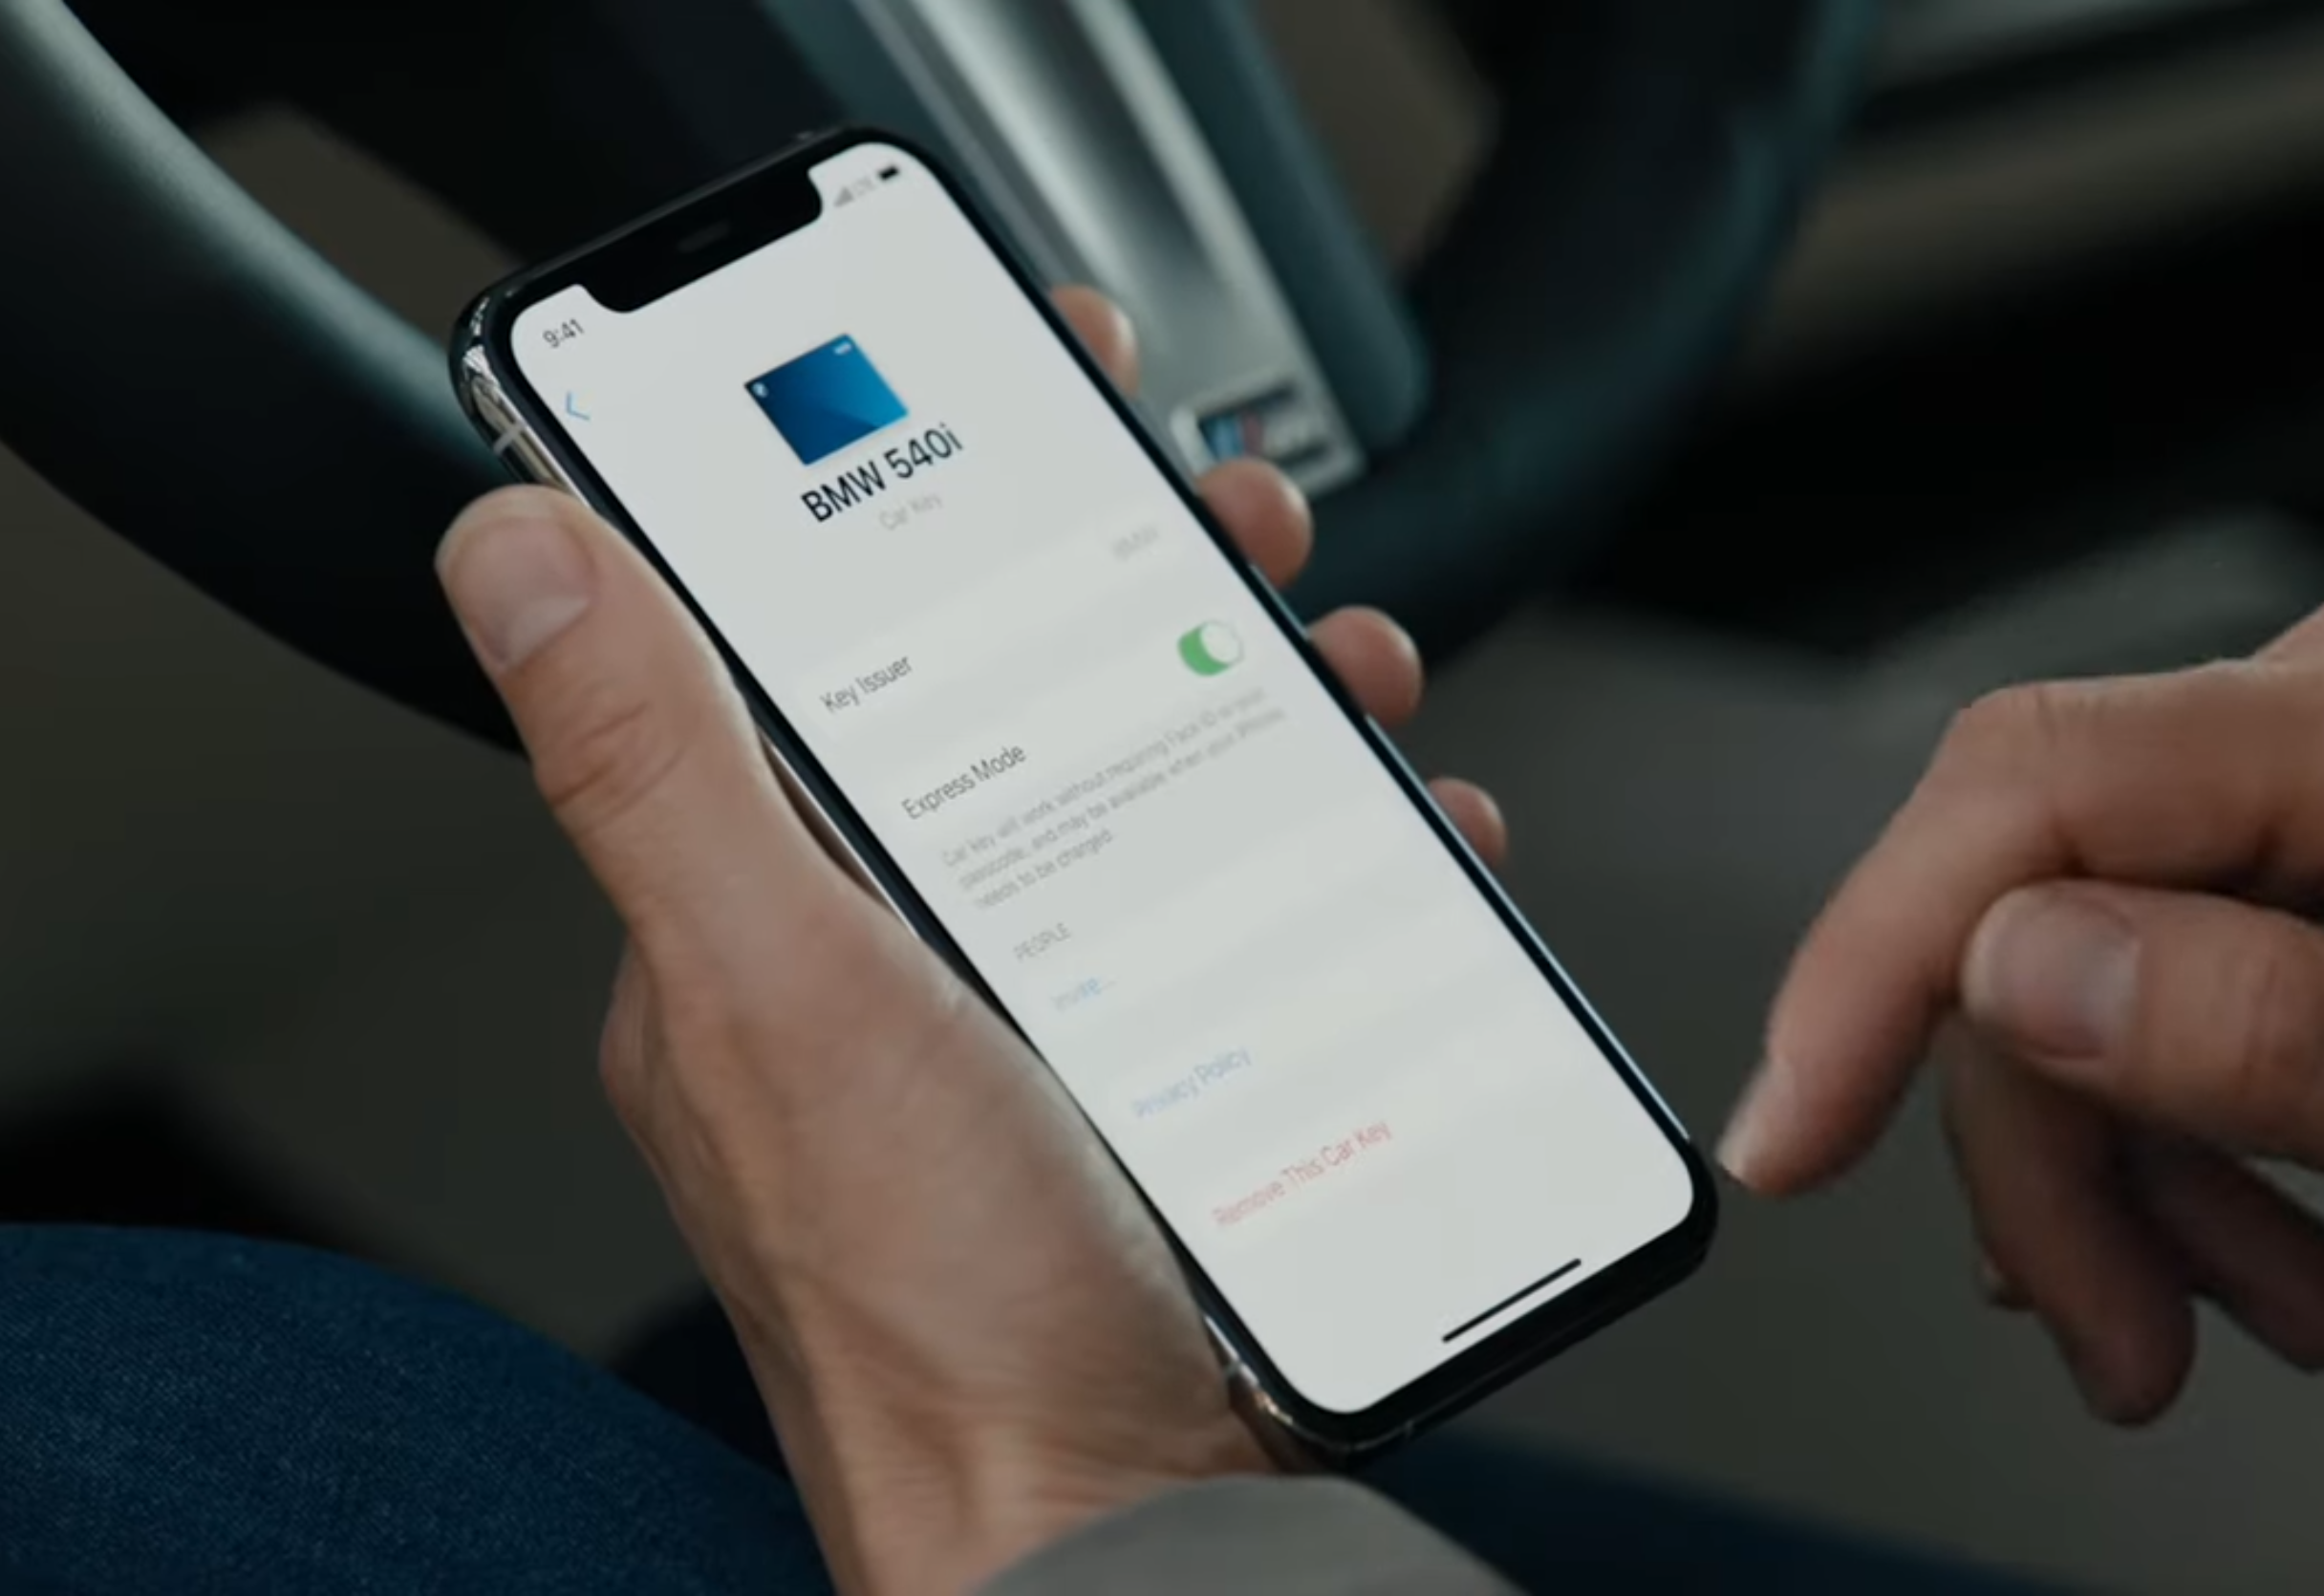 9:41
LTE
BMW 540i
Car Key
Key Issuer
BMW
Express Mode
Car key will work without requiring Face ID or your
passcode, and may be available when your iPhone
needs to be charged.
PEOPLE
Invite...
Privacy Policy
Remove This Car Key